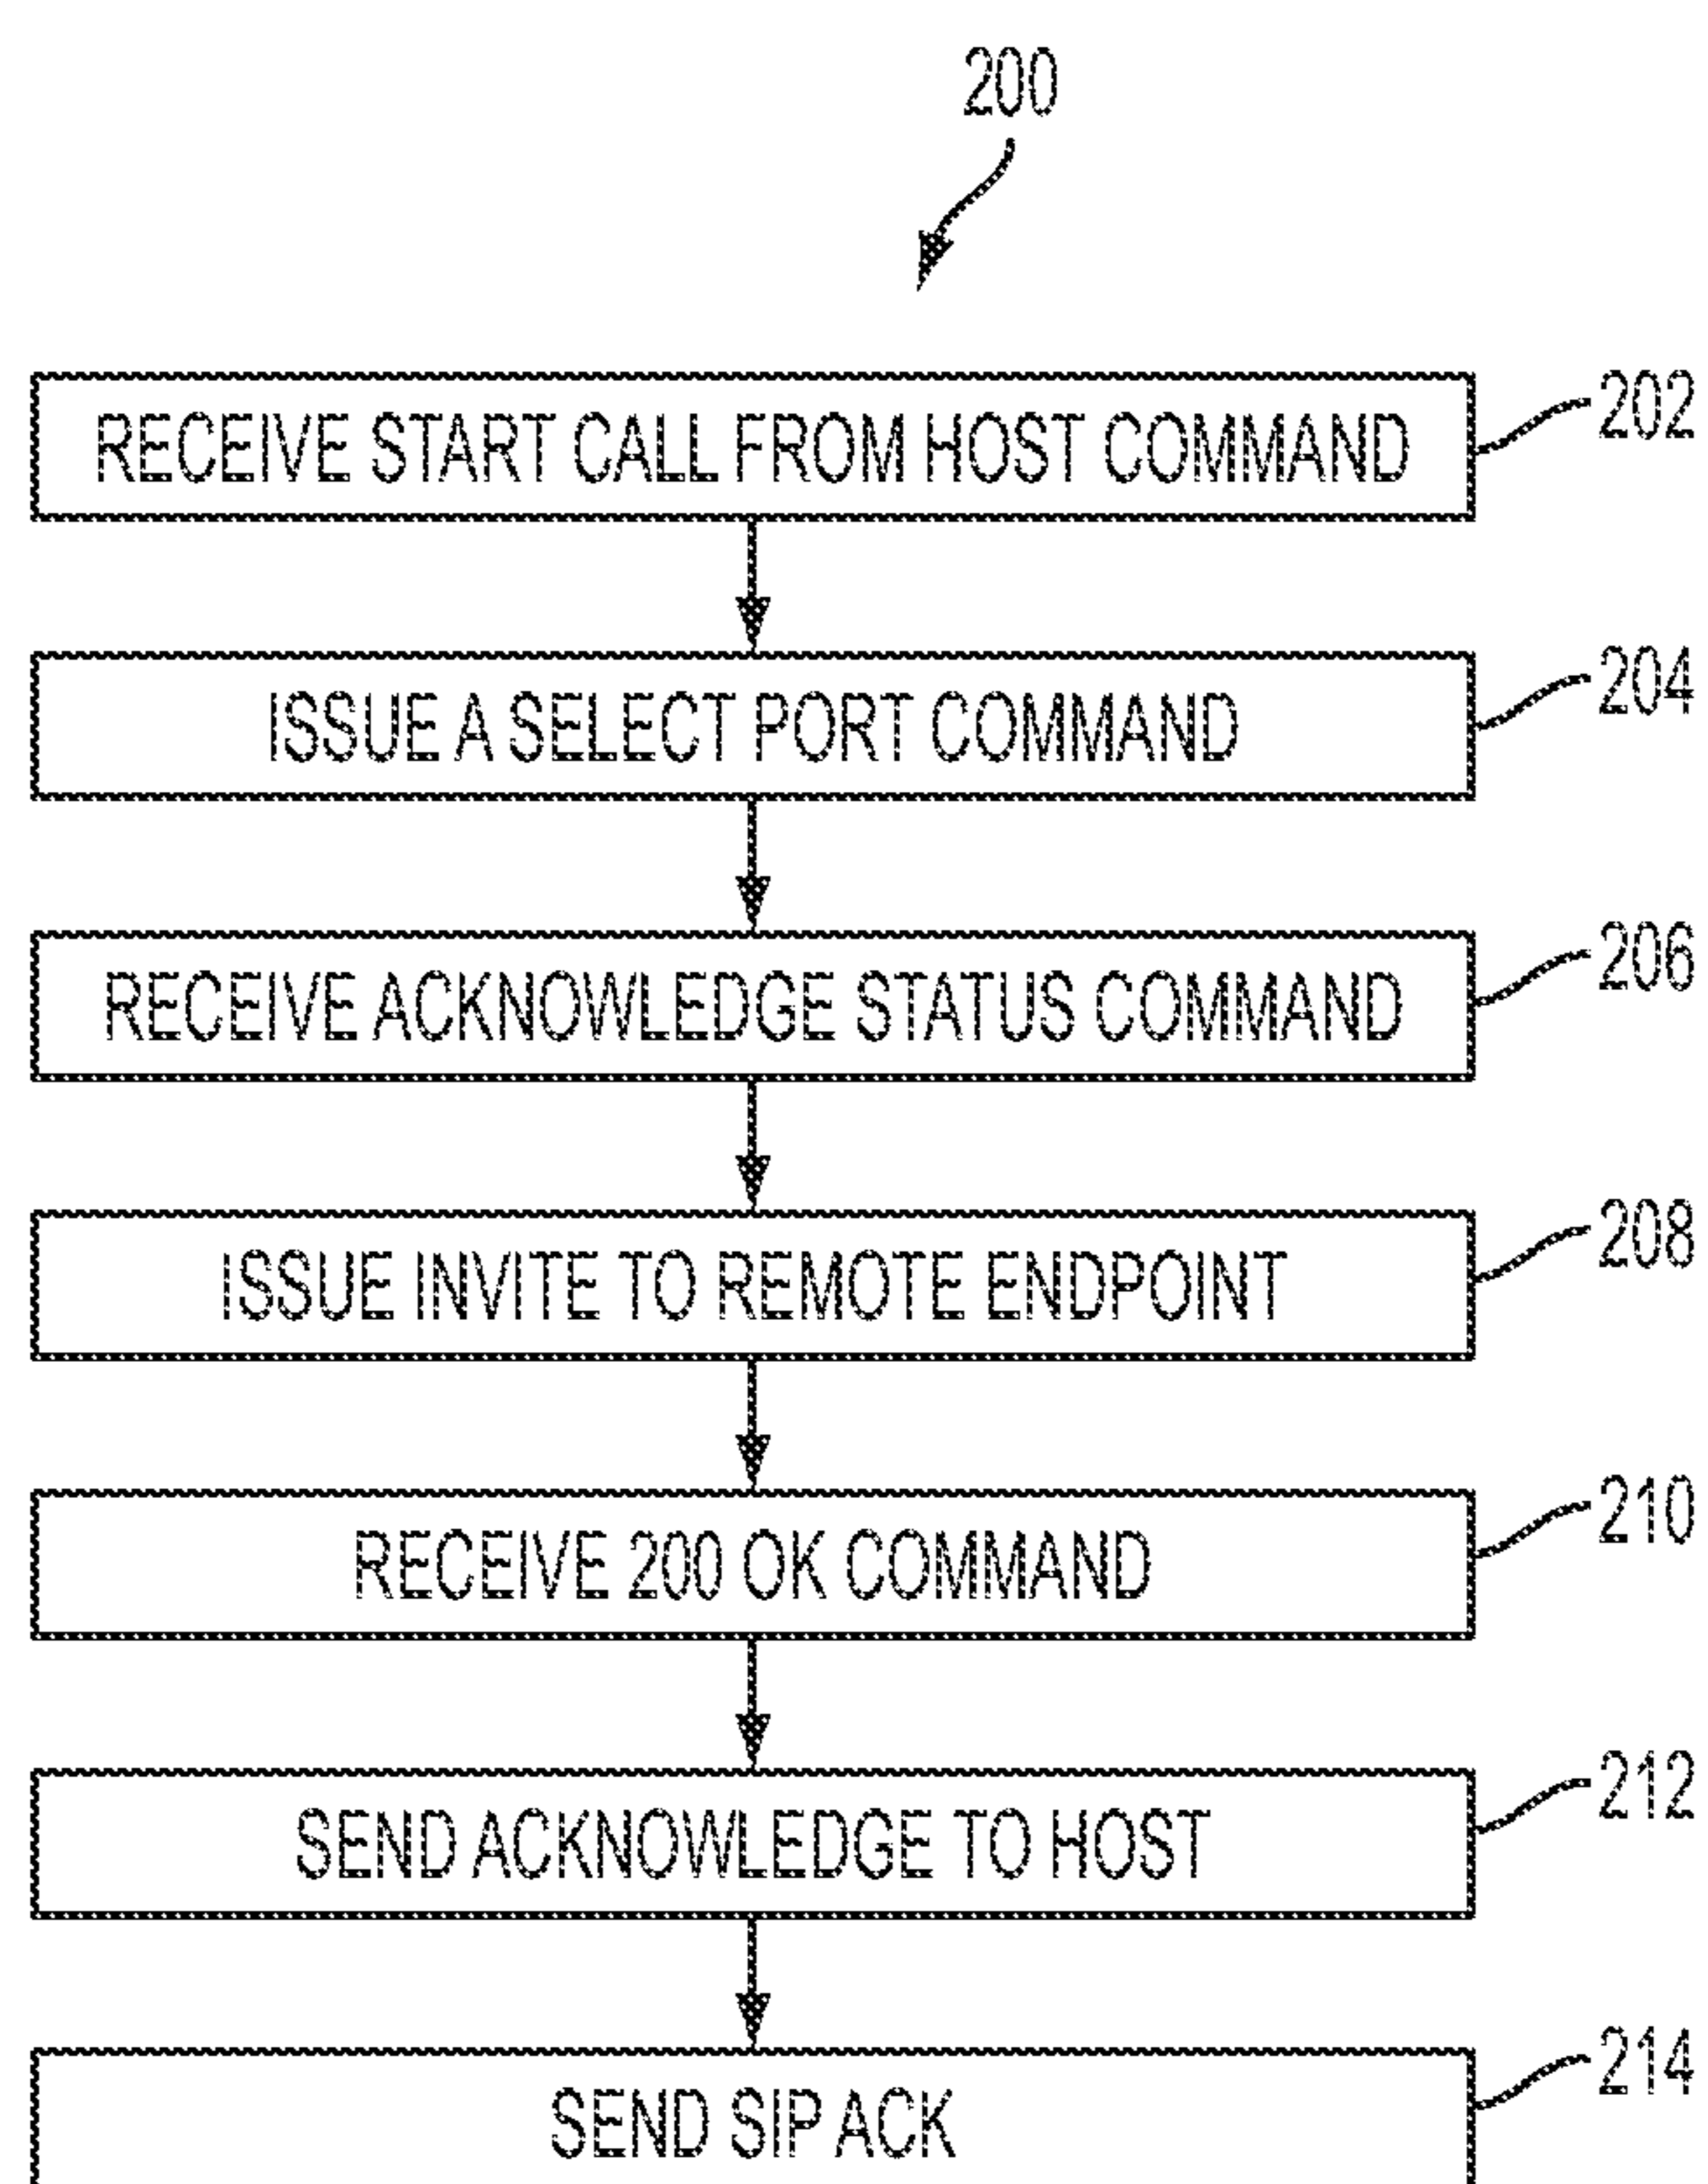 200
RECEIVE START CALL FROM HOST COMMAND
202
ISSUE A SELECT PORT COMMAND
204
RECEIVE ACKNOWLEDGE STATUS COMMAND
206
ISSUE INVITE TO REMOTE ENDPOINT
208
RECEIVE 200 OK COMMAND
210
SEND ACKNOWLEDGE TO HOST
212
SEND SIP ACK
214